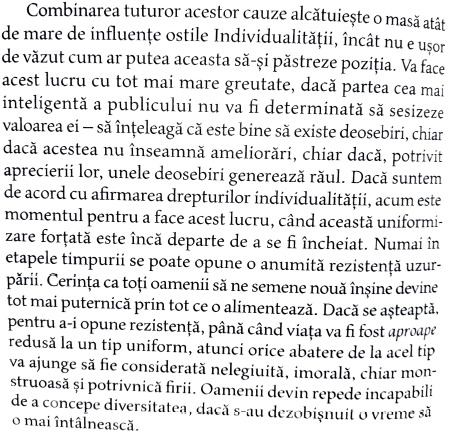 Combinarea tuturor acestor cauze alcătuiește o masă atât
de mare de influențe ostile Individualității, încât nu e ușor
de văzut cum ar putea aceasta să-și păstreze poziția. Va face
acest lucru cu tot mai mare greutate, dacă partea cea mai
inteligentă a publicului nu va fi determinată să sesizeze
valoarea ei – să înțeleagă că este bine să existe deosebiri, chiar
dacă acestea nu înseamnă ameliorări, chiar dacă, potrivit
aprecierii lor, unele deosebiri generează răul. Dacă suntem
de acord cu afirmarea drepturilor individualității, acum este
momentul pentru a face acest lucru, când această uniformi-
zare forțată este încă departe de a se fi încheiat. Numai în
etapele timpurii se poate opune o anumită rezistență uzur-
pării. Cerința ca toți oamenii să ne semene nouă înșine devine
tot mai puternică prin tot ce o alimentează. Dacă se așteaptă,
pentru a-i opune rezistență, până când viața va fi fost aproape
redusă la un tip uniform, atunci orice abatere de la acel tip
va ajunge să fie considerată nelegiuită, imorală, chiar mon-
struoasă și potrivnică firii. Oamenii devin repede incapabili
de a concepe diversitatea, dacă s-au dezobișnuit o vreme să
o mai întâlnească.